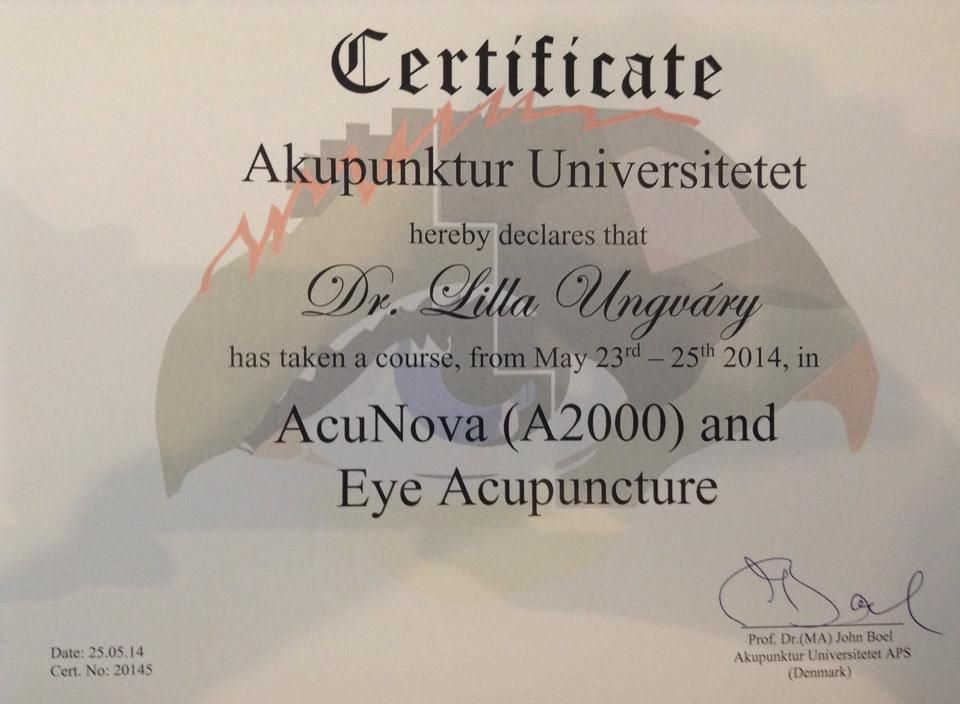 Certificate
Akupunktur Universitetet
hereby declares that
Dr. Lilla Ungváry
has taken a course, from May 23rd – 25th 2014, in
AcuNova (A2000) and
Eye Acupuncture
Boel
Prof. Dr.(MA) John Boel
Akupunktur Universitetet APS
(Denmark)
Date: 25.05.14
Cert. No: 20145